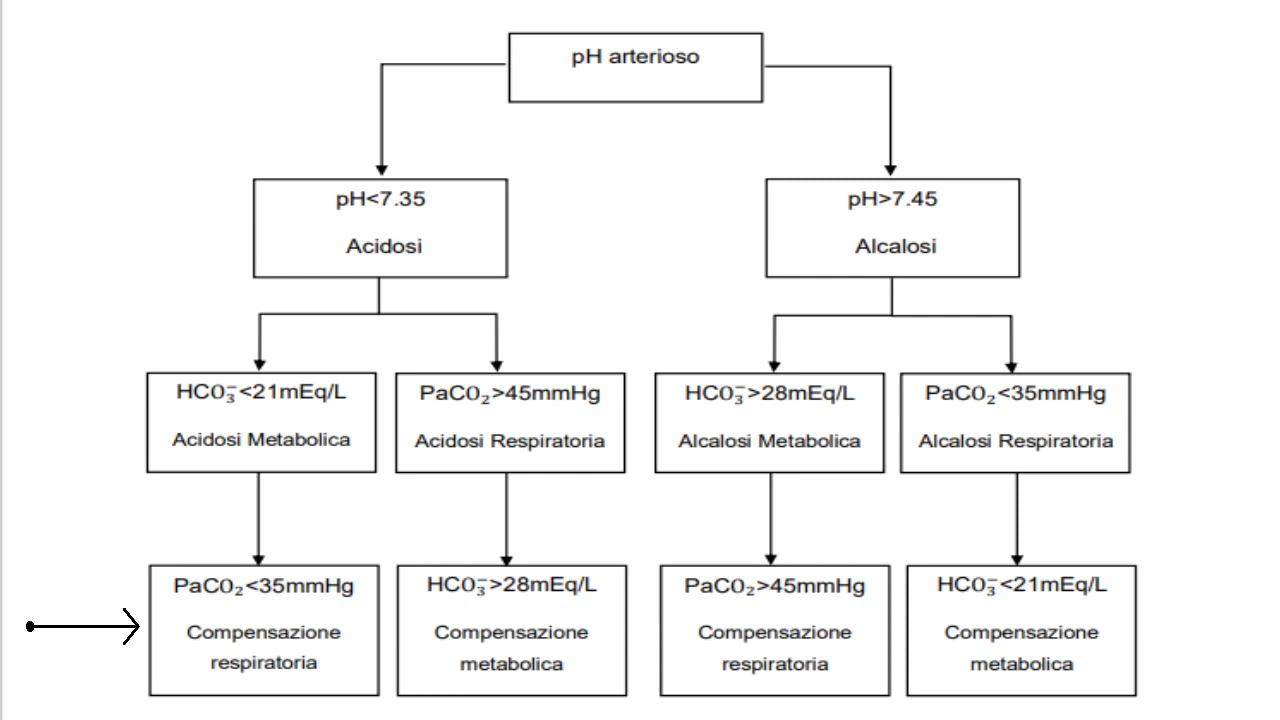 pH arterioso
pH<7.35
Acidosi
pH>7.45
Alcalosi
HC0₃⁻<21mEq/L
Acidosi Metabolica
PaC0₂>45mmHg
Acidosi Respiratoria
HC0₃⁻>28mEq/L
Alcalosi Metabolica
PaC0₂<35mmHg
Alcalosi Respiratoria
PaC0₂<35mmHg
Compensazione
respiratoria
HC0₃⁻>28mEq/L
Compensazione
metabolica
PaC0₂>45mmHg
Compensazione
respiratoria
HC0₃⁻<21mEq/L
Compensazione
metabolica